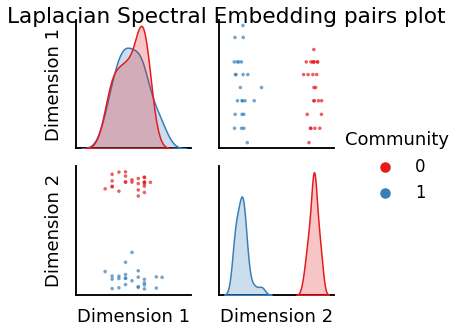 Laplacian Spectral Embedding pairs plot
Dimension 1
Community
0
1
Dimension 2
Dimension 1
Dimension 2